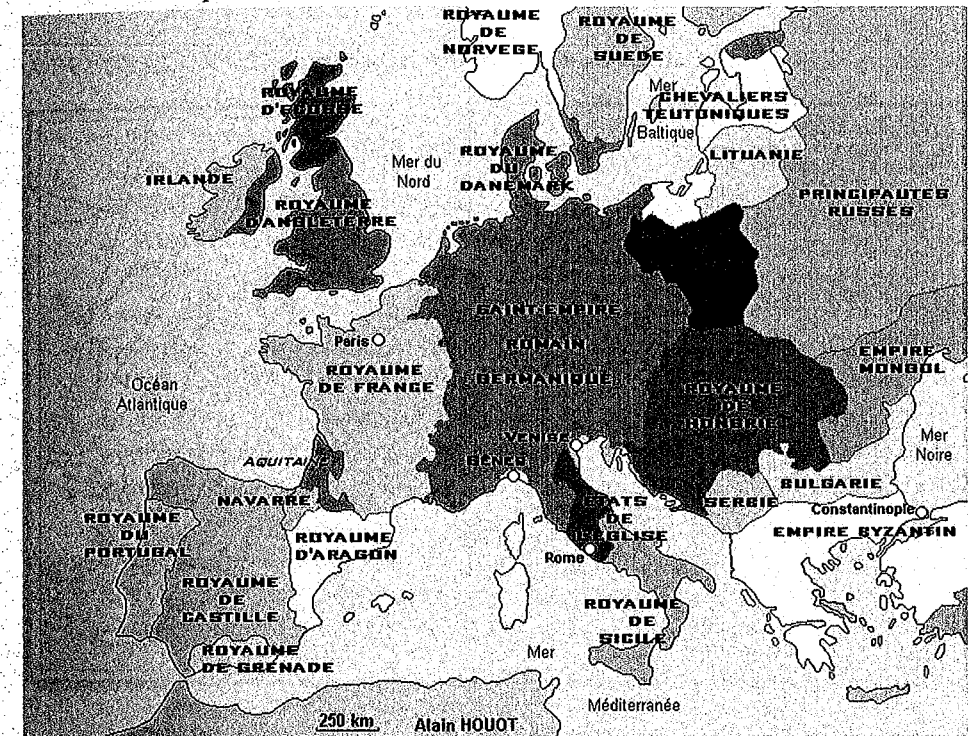 ROYAUME
DE
NORVEGE
ROYAUME
DE
SUEDE
ROYAUME
D'ECOSSE
Mer
Baltique
CHEVALIERS
TEUTONIQUES
Mer du
Nord
ROYAUME
DU
DANEMARK
LITUANIE
IRLANDE
ROYAUME
D'ANGLETERRE
PRINCIPAUTES
RUSSES
SAINT-EMPIRE
ROMAIN
GERMANIQUE
Paris
ROYAUME
DE FRANCE
EMPIRE
MONGOL
Océan
Atlantique
ROYAUME
DE
HONGRIE
Mer
Noire
VENISE
GÊNES
AQUITAINE
NAVARRE
BULGARIE
SERBIE
ETATS
DE
L'EGLISE
Constantinople
EMPIRE BYZANTIN
ROYAUME
DU
PORTUGAL
ROYAUME
D'ARAGON
Rome
ROYAUME
DE
CASTILLE
ROYAUME
DE
SICILE
ROYAUME
DE GRENADE
Mer
Méditerranée
250 km
Alain HOUOT